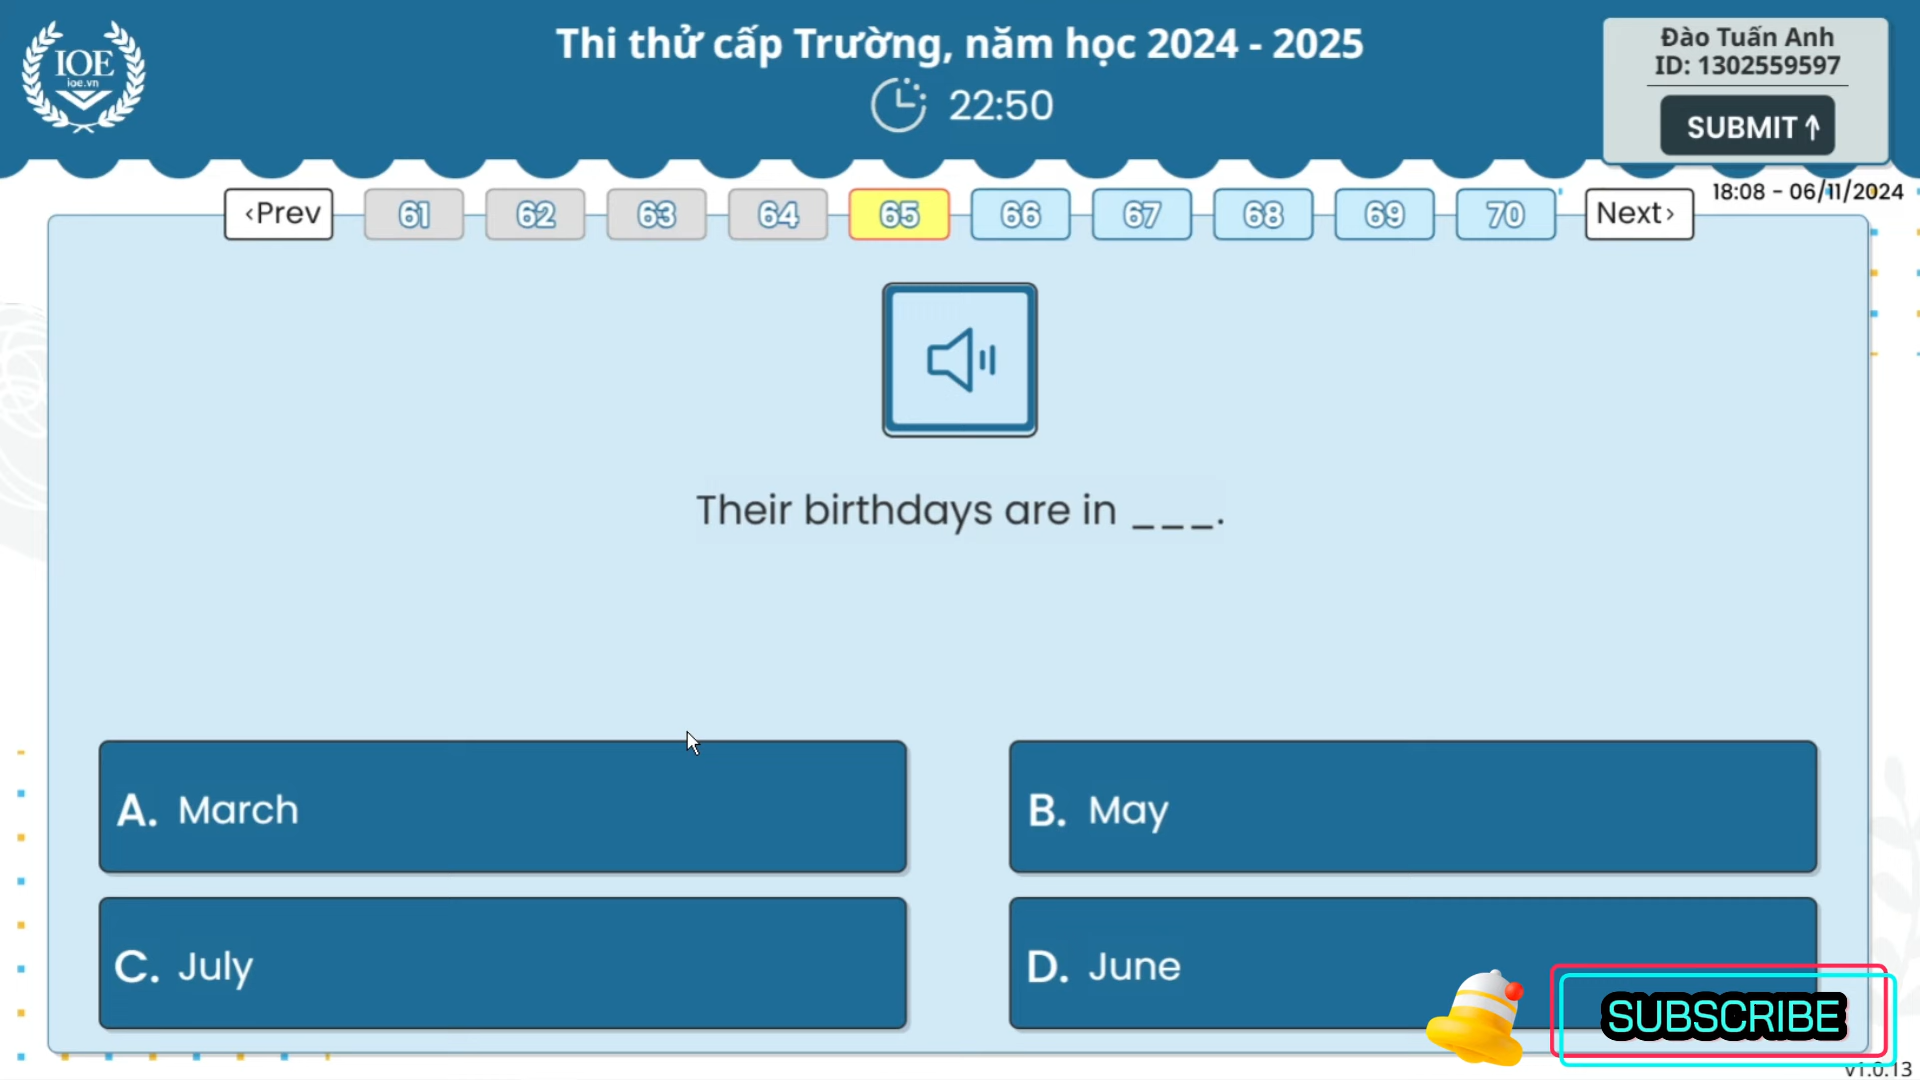 IOE
ioe.vn
Thi thử cấp Trường, năm học 2024 - 2025
22:50
Đào Tuấn Anh
ID: 1302559597
SUBMIT
18:08 - 06/11/2024
‹Prev
61
62
63
64
65
66
67
68
69
70
Next›
Their birthdays are in ___.
A. March
B. May
C. July
D. June
SUBSCRIBE
v1.0.13